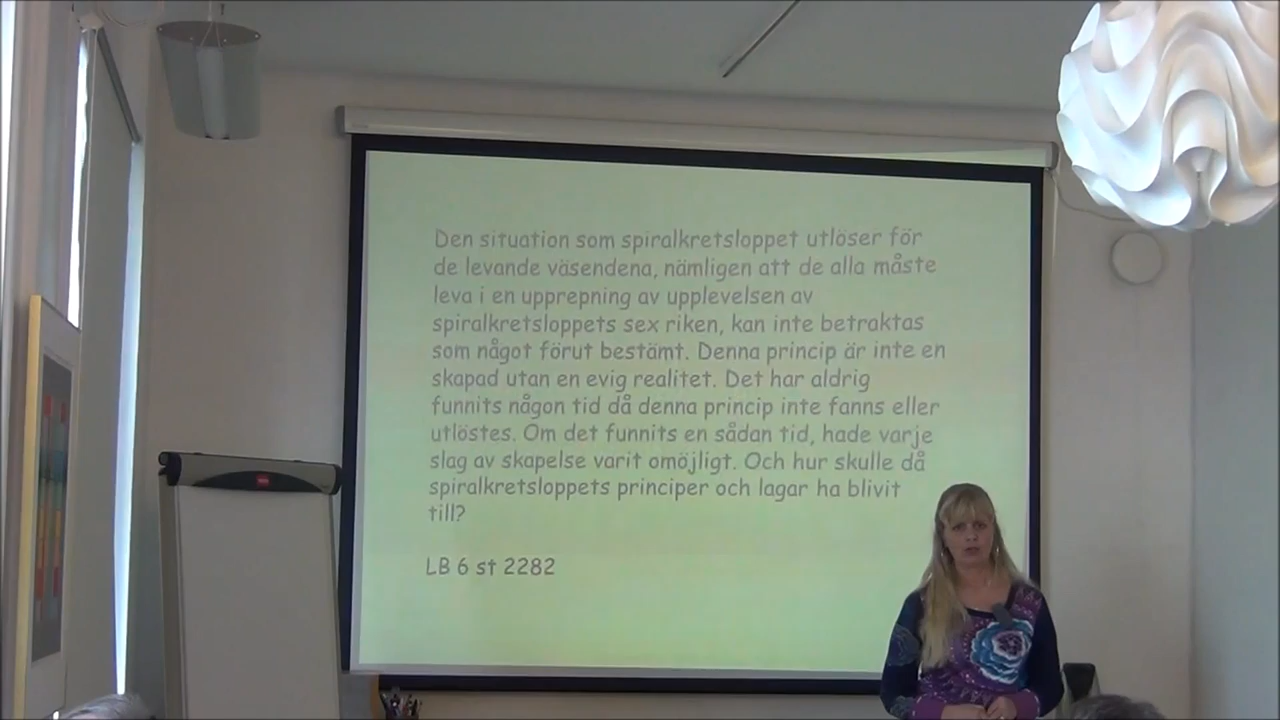 Den situation som spiralkretsloppet utlöser för
de levande väsendena, nämligen att de alla måste
leva i en upprepning av upplevelsen av
spiralkretsloppets sex riken, kan inte betraktas
som något förut bestämt. Denna princip är inte en
skapad utan en evig realitet. Det har aldrig
funnits någon tid då denna princip inte fanns eller
utlöstes. Om det funnits en sådan tid, hade varje
slag av skapelse varit omöjligt. Och hur skulle då
spiralkretsloppets principer och lagar ha blivit
till?
LB 6 st 2282